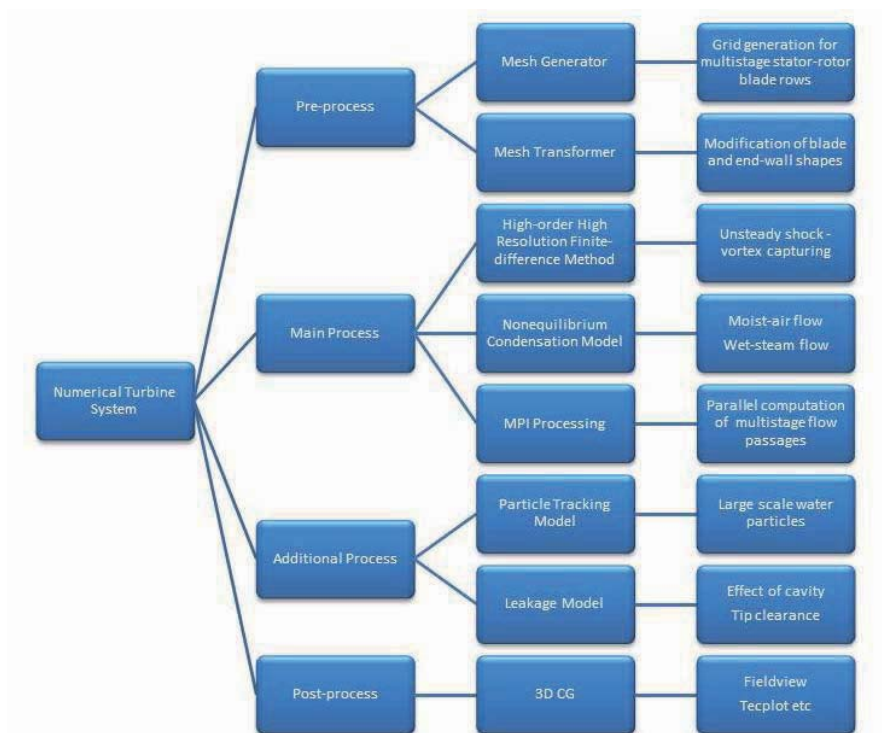 Numerical Turbine
System
Pre-process
Mesh Generator
Grid generation for
multistage stator-rotor
blade rows
Mesh Transformer
Modification of blade
and end-wall shapes
Main Process
High-order High
Resolution Finite-
difference Method
Unsteady shock -
vortex capturing
Nonequilibrium
Condensation Model
Moist-air flow
Wet-steam flow
MPI Processing
Parallel computation
of multistage flow
passages
Additional Process
Particle Tracking
Model
Large scale water
particles
Leakage Model
Effect of cavity
Tip clearance
Post-process
3D CG
Fieldview
Tecplot etc